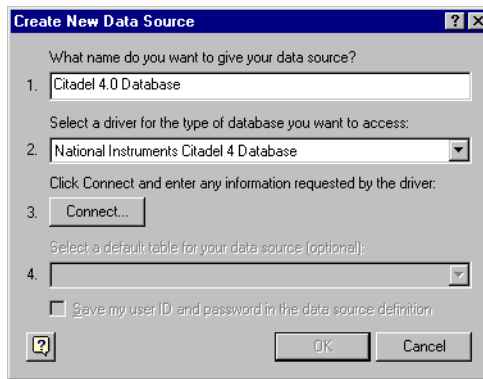 Create New Data Source
What name do you want to give your data source?
1. Citadel 4.0 Database
Select a driver for the type of database you want to access:
2. National Instruments Citadel 4 Database
Click Connect and enter any information requested by the driver:
3. Connect...
Select a default table for your data source (optional):
4.
Save my user ID and password in the data source definition
OK Cancel